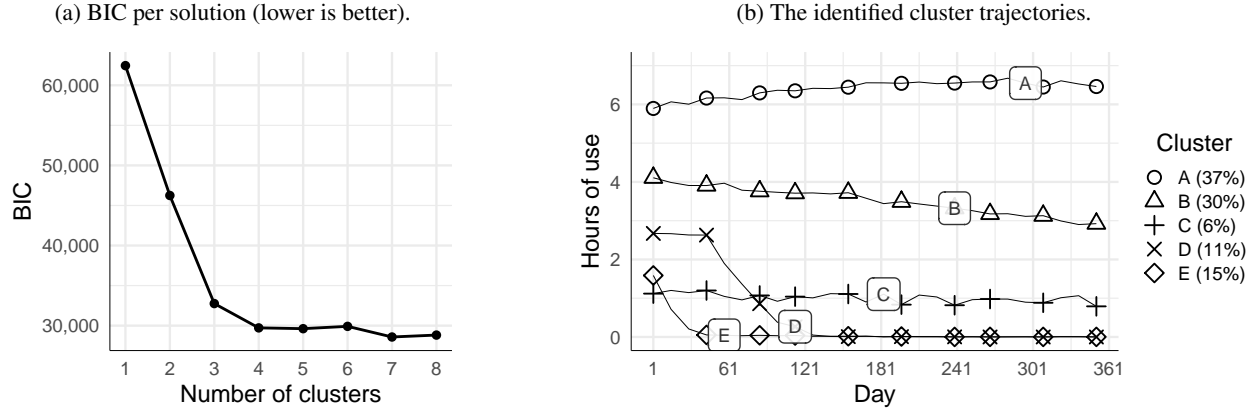 (a) BIC per solution (lower is better).
60,000
50,000
40,000
30,000
BIC
1 2 3 4 5 6 7 8
Number of clusters
(b) The identified cluster trajectories.
6
4
2
0
Hours of use
A
B
C
D
E
1 61 121 181 241 301 361
Day
Cluster
A (37%)
B (30%)
C (6%)
D (11%)
E (15%)